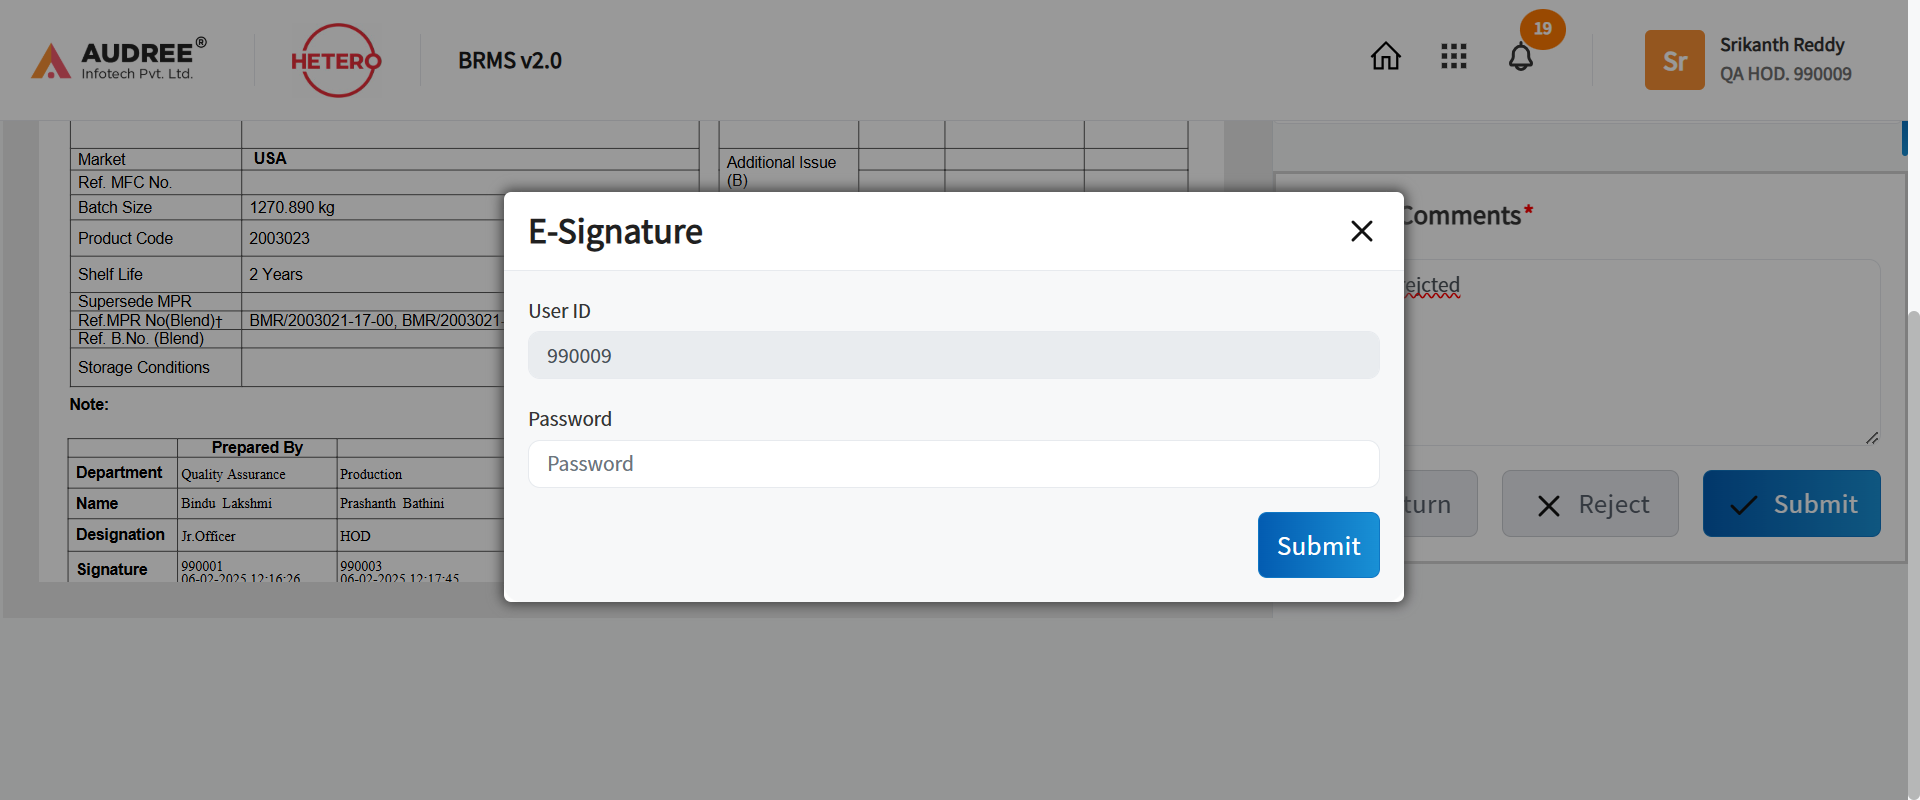 AUDREE®
Infotech Pvt. Ltd.
HETERO
BRMS v2.0
19
Sr
Srikanth Reddy
QA HOD. 990009
Market USA
Ref. MFC No.
Batch Size 1270.890 kg
Product Code 2003023
Shelf Life 2 Years
Supersede MPR
Ref.MPR No(Blend)† BMR/2003021-17-00, BMR/2003021-
Ref. B.No. (Blend)
Storage Conditions
Additional Issue
(B)
Note:
Prepared By
Department Quality Assurance Production
Name Bindu Lakshmi Prashanth Bathini
Designation Jr.Officer HOD
Signature 990001 990003
06-02-2025 12:16:26 06-02-2025 12:17:45
E-Signature
User ID
990009
Password
Password
Submit
Comments*
ejcted
turn
Reject
Submit